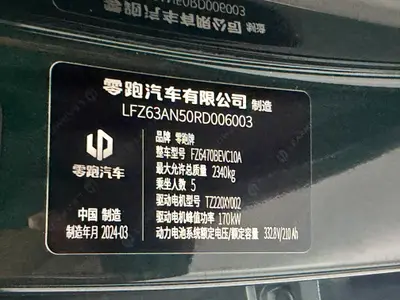 零跑汽车有限公司 制造
LFZ63AN50RD006003
品牌 零跑牌
整车型号 FZ6470BEVC10A
最大允许总质量 2340kg
乘坐人数 5
驱动电机型号 TZ220XY002
驱动电机峰值功率 170kW
动力电池系统额定电压/额定容量 332.8V/210Ah
零跑汽车
中国 制造
制造年月 2024-03